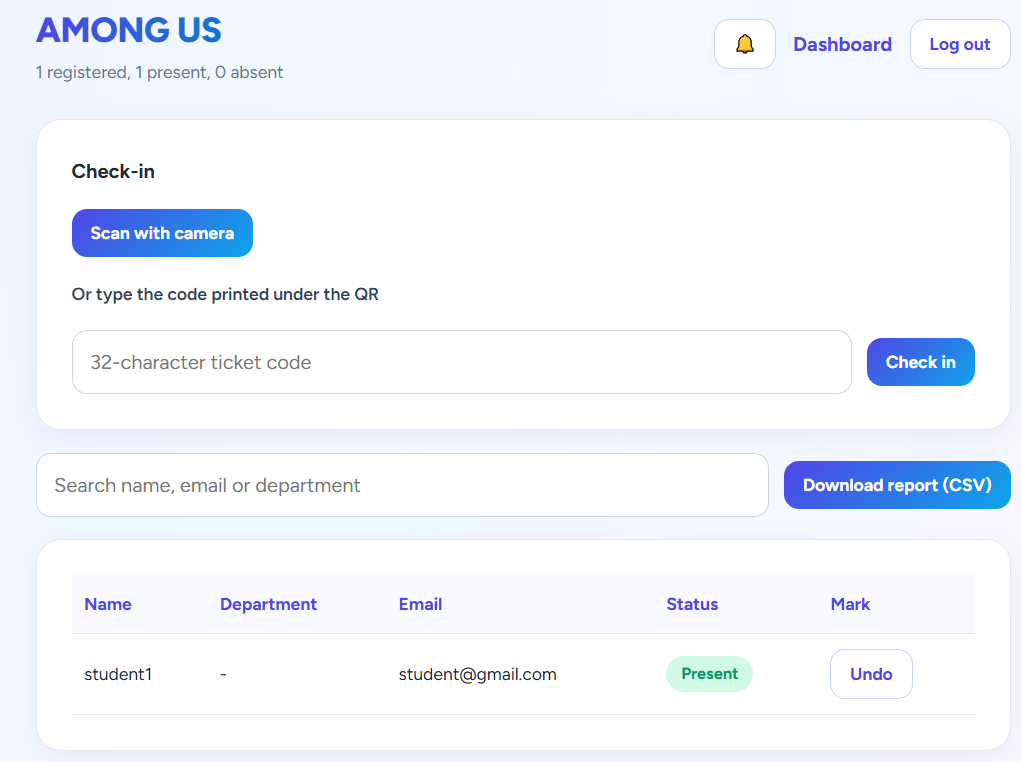 AMONG US
1 registered, 1 present, 0 absent
Dashboard
Log out
Check-in
Scan with camera
Or type the code printed under the QR
32-character ticket code
Check in
Search name, email or department
Download report (CSV)
Name Department Email Status Mark
student1 - student@gmail.com Present Undo